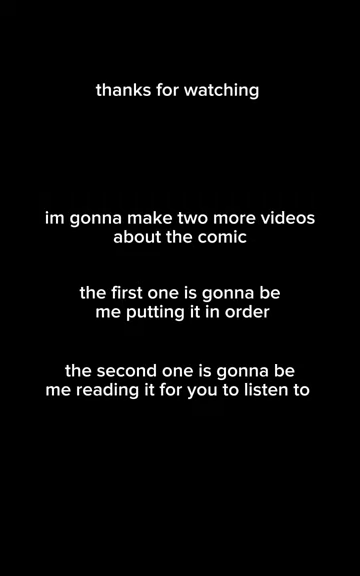 thanks for watching
im gonna make two more videos
about the comic
the first one is gonna be
me putting it in order
the second one is gonna be
me reading it for you to listen to